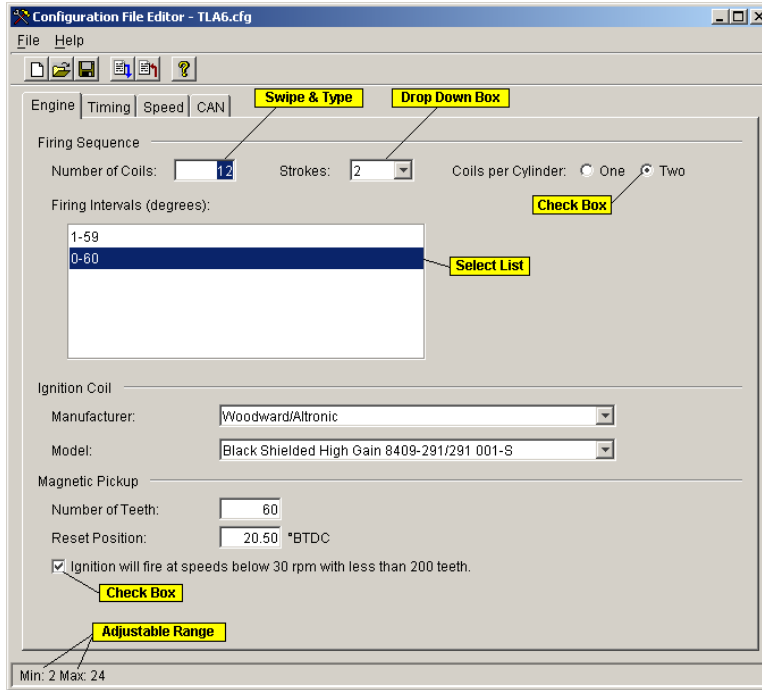 Configuration File Editor - TLA6.cfg
File Help
Engine Timing Speed CAN
Swipe & Type
Drop Down Box
Firing Sequence
Number of Coils: 12 Strokes: 2 Coils per Cylinder: One Two
Check Box
Firing Intervals (degrees):
1-59
0-60
Select List
Ignition Coil
Manufacturer: Woodward/Altronic
Model: Black Shielded High Gain 8409-291/291 001-S
Magnetic Pickup
Number of Teeth: 60
Reset Position: 20.50 °BTDC
Ignition will fire at speeds below 30 rpm with less than 200 teeth.
Check Box
Adjustable Range
Min: 2 Max: 24